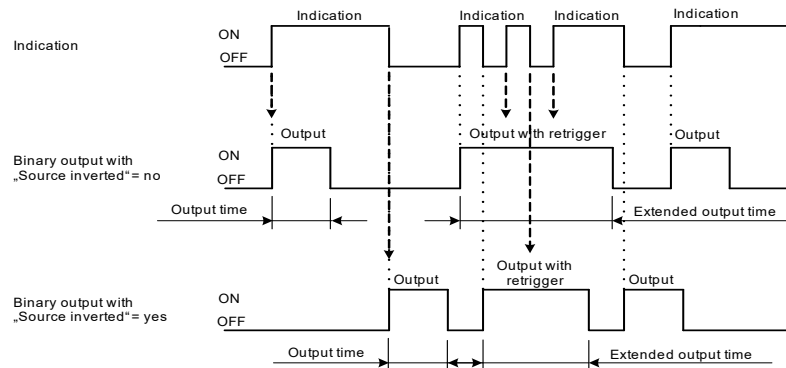 Indication Indication Indication Indication
Indication
ON
OFF
Output Output with retrigger Output
Binary output with
„Source inverted“ = no
ON
OFF
Output time Extended output time
Output Output with
retrigger Output
Binary output with
„Source inverted“ = yes
ON
OFF
Output time Extended output time